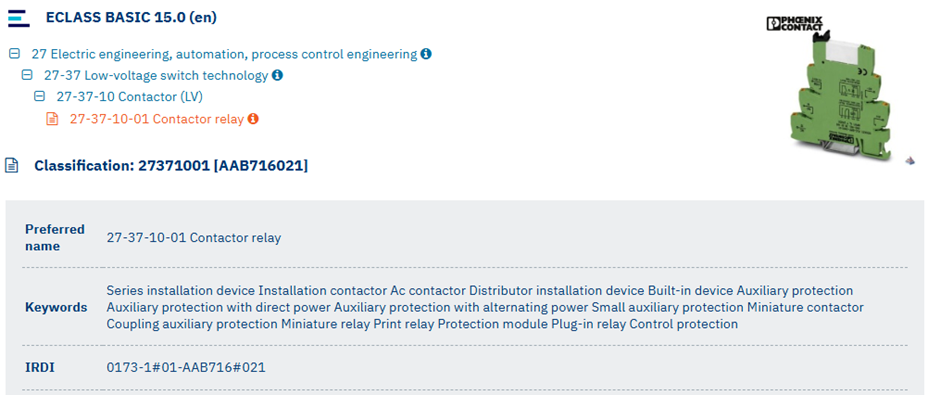 ECLASS BASIC 15.0 (en)
PHŒNIX
CONTACT
27 Electric engineering, automation, process control engineering
27-37 Low-voltage switch technology
27-37-10 Contactor (LV)
27-37-10-01 Contactor relay
Classification: 27371001 [AAB716021]
Preferred name
27-37-10-01 Contactor relay
Keywords
Series installation device Installation contactor Ac contactor Distributor installation device Built-in device Auxiliary protection
Auxiliary protection with direct power Auxiliary protection with alternating power Small auxiliary protection Miniature contactor
Coupling auxiliary protection Miniature relay Print relay Protection module Plug-in relay Control protection
IRDI
0173-1#01-AAB716#021